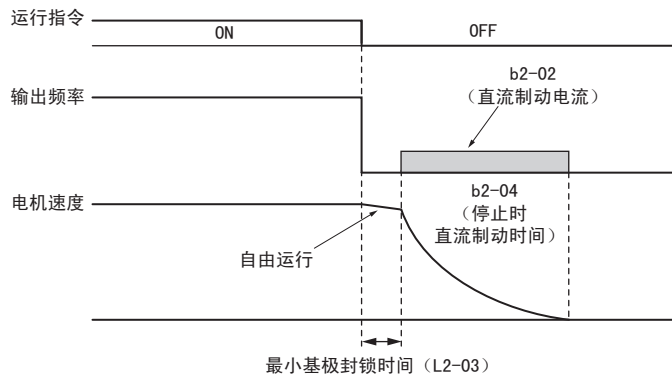 运行指令
ON
OFF
b2-02
（直流制动电流）
输出频率
b2-04
（停止时
直流制动时间）
电机速度
自由运行
最小基极封锁时间（L2-03）